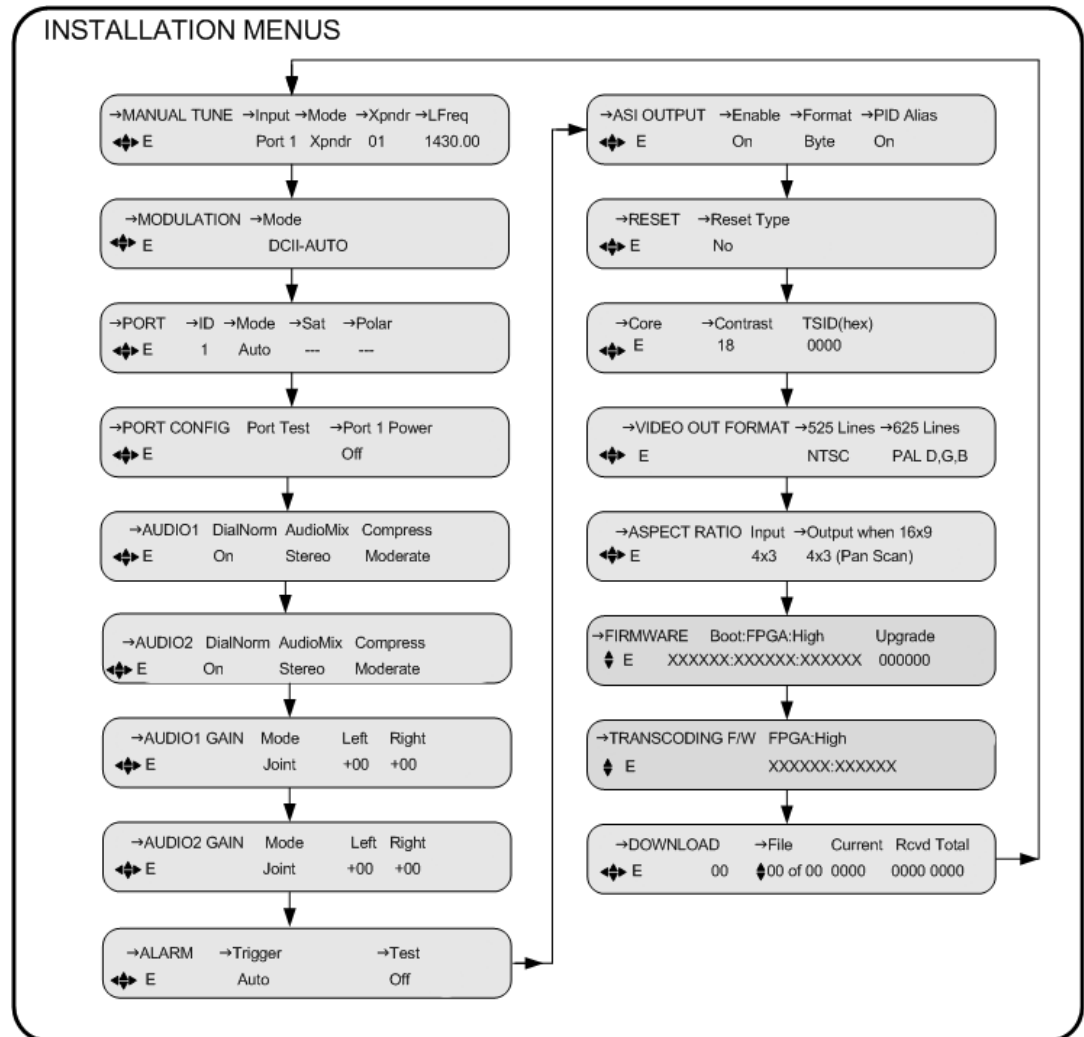 INSTALLATION MENUS
→MANUAL TUNE →Input →Mode →Xpndr →LFreq
E Port 1 Xpndr 01 1430.00
→MODULATION →Mode
E DCII-AUTO
→PORT →ID →Mode →Sat →Polar
E 1 Auto --- ---
→PORT CONFIG Port Test →Port 1 Power
E Off
→AUDIO1 DialNorm AudioMix Compress
E On Stereo Moderate
→AUDIO2 DialNorm AudioMix Compress
E On Stereo Moderate
→AUDIO1 GAIN Mode Left Right
E Joint +00 +00
→AUDIO2 GAIN Mode Left Right
E Joint +00 +00
→ALARM →Trigger →Test
E Auto Off
→ASI OUTPUT →Enable →Format →PID Alias
E On Byte On
→RESET →Reset Type
E No
→Core →Contrast TSID(hex)
E 18 0000
→VIDEO OUT FORMAT →525 Lines →625 Lines
E NTSC PAL D,G,B
→ASPECT RATIO Input →Output when 16x9
E 4x3 4x3 (Pan Scan)
→FIRMWARE Boot:FPGA:High Upgrade
E XXXXXX:XXXXXX:XXXXXX 000000
→TRANSCODING F/W FPGA:High
E XXXXXX:XXXXXX
→DOWNLOAD →File Current Rcvd Total
E 00 00 of 00 0000 0000 0000